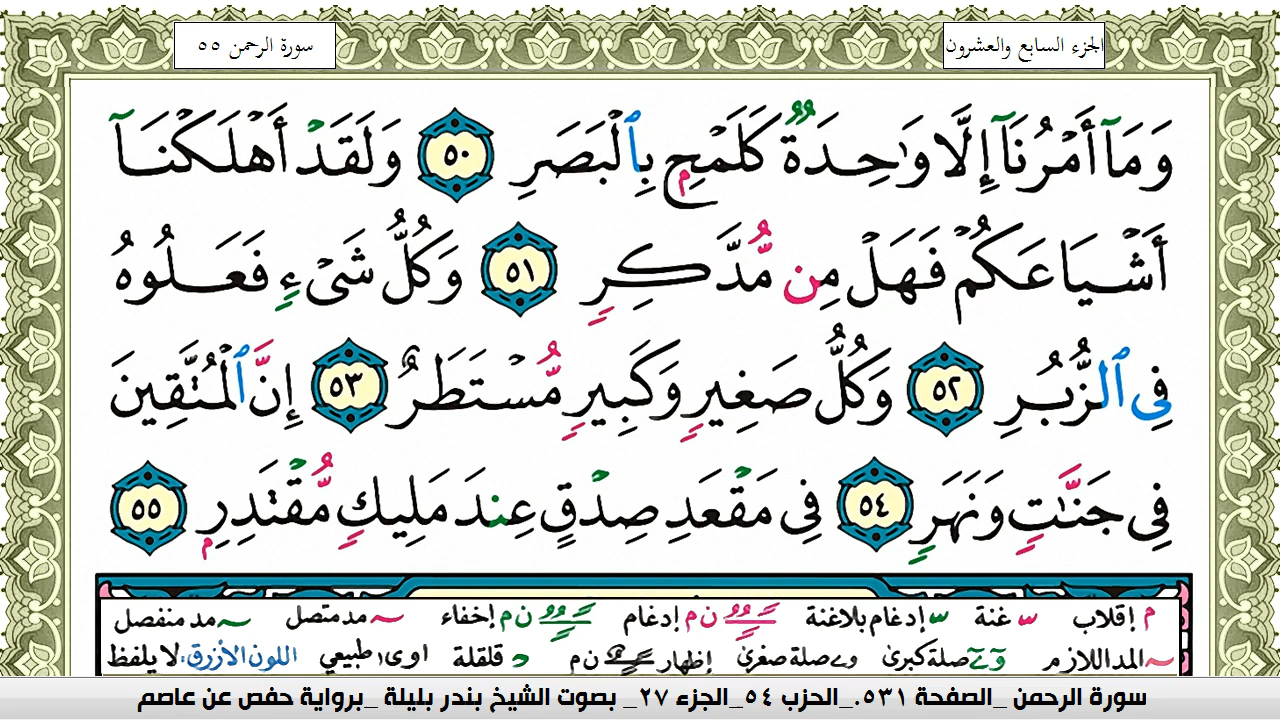 الجزء السابع والعشرون
سورة الرحمن ٥٥
وَمَآ أَمْرُنَآ إِلَّا وَٰحِدَةٌ كَلَمْحٍۭ بِٱلْبَصَرِ ٥٠ وَلَقَدْ أَهْلَكْنَآ
أَشْيَاعَكُمْ فَهَلْ مِن مُّدَّكِرٍ ٥١ وَكُلُّ شَىْءٍ فَعَلُوهُ
فِى ٱلزُّبُرِ ٥٢ وَكُلُّ صَغِيرٍ وَكَبِيرٍ مُّسْتَطَرٌ ٥٣ إِنَّ ٱلْمُتَّقِينَ
فِى جَنَّٰتٍ وَنَهَرٍ ٥٤ فِى مَقْعَدِ صِدْقٍ عِندَ مَلِيكٍ مُّقْتَدِرٍۭ ٥٥
م إقلاب س غنة س إدغام بلاغنة ن م إدغام ن م إخفاء ~ مد متصل ~ مد منفصل
~ المد اللازم وۤ ےۤ صلة كبرىٰ و ے صلة صغرىٰ إظهار ن م د قلقلة اوى ا طبيعي اللون الأزرق: لا يلفظ
سورة الرحمن _الصفحة ٥٣١._الحزب ٥٤_الجزء ٢٧_ بصوت الشيخ بندر بليلة _برواية حفص عن عاصم